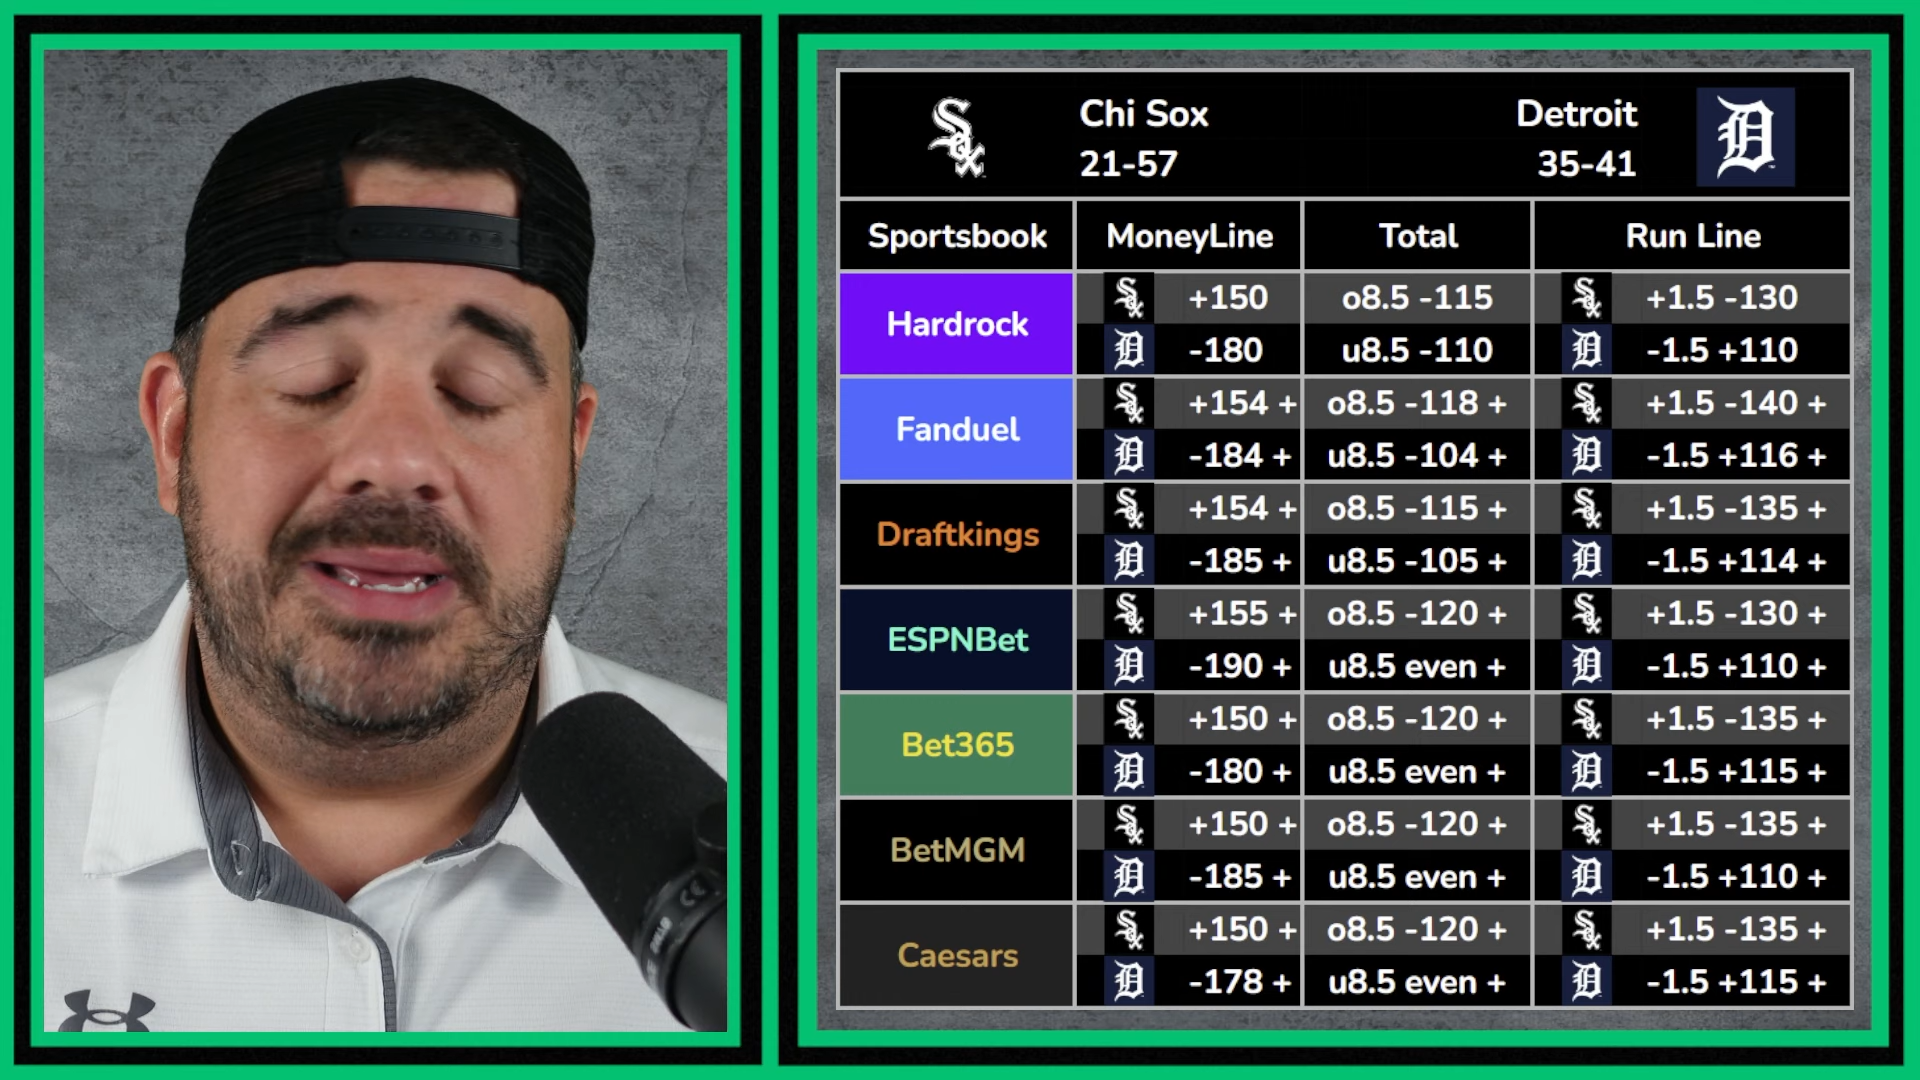 Chi Sox
21-57
Detroit
35-41
Sportsbook MoneyLine Total Run Line
Hardrock
+150 o8.5 -115 +1.5 -130
-180 u8.5 -110 -1.5 +110
Fanduel
+154 + o8.5 -118 + +1.5 -140 +
-184 + u8.5 -104 + -1.5 +116 +
Draftkings
+154 + o8.5 -115 + +1.5 -135 +
-185 + u8.5 -105 + -1.5 +114 +
ESPNBet
+155 + o8.5 -120 + +1.5 -130 +
-190 + u8.5 even + -1.5 +110 +
Bet365
+150 + o8.5 -120 + +1.5 -135 +
-180 + u8.5 even + -1.5 +115 +
BetMGM
+150 + o8.5 -120 + +1.5 -135 +
-185 + u8.5 even + -1.5 +110 +
Caesars
+150 + o8.5 -120 + +1.5 -135 +
-178 + u8.5 even + -1.5 +115 +